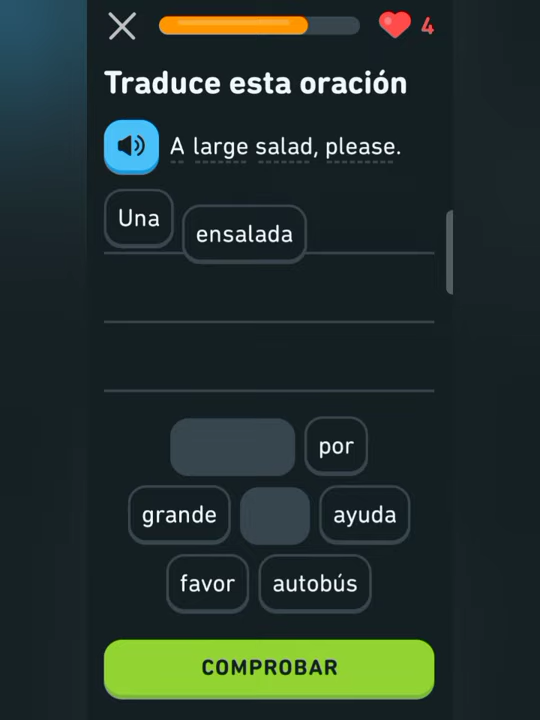 4
Traduce esta oración
A large salad, please.
Una ensalada
por
grande ayuda
favor autobús
COMPROBAR